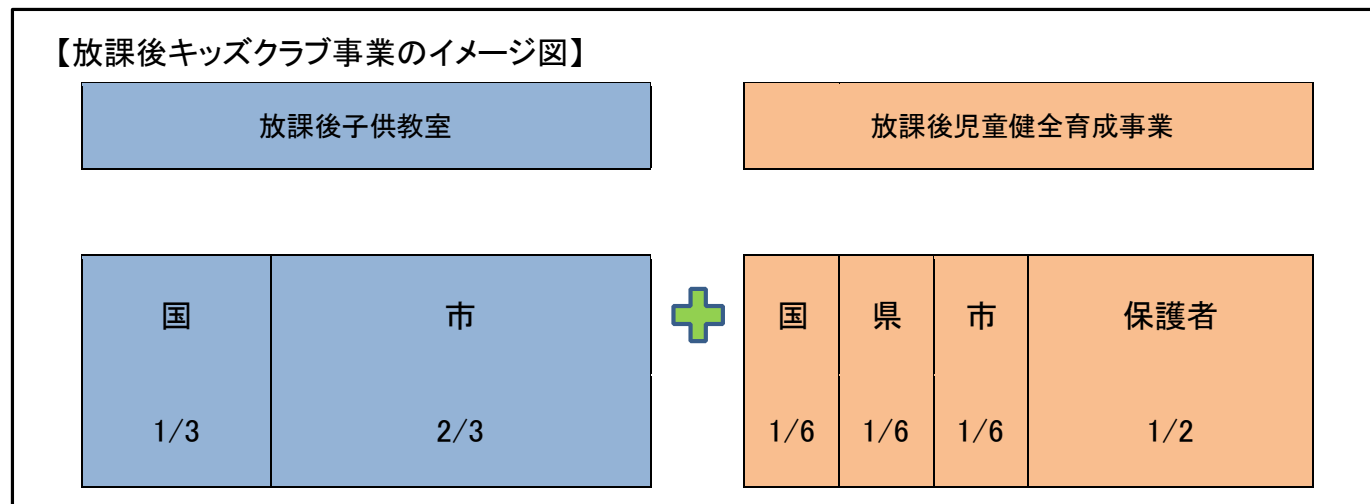 【放課後キッズクラブ事業のイメージ図】
放課後子供教室
放課後児童健全育成事業
国 市
1/3 2/3
国 県 市 保護者
1/6 1/6 1/6 1/2